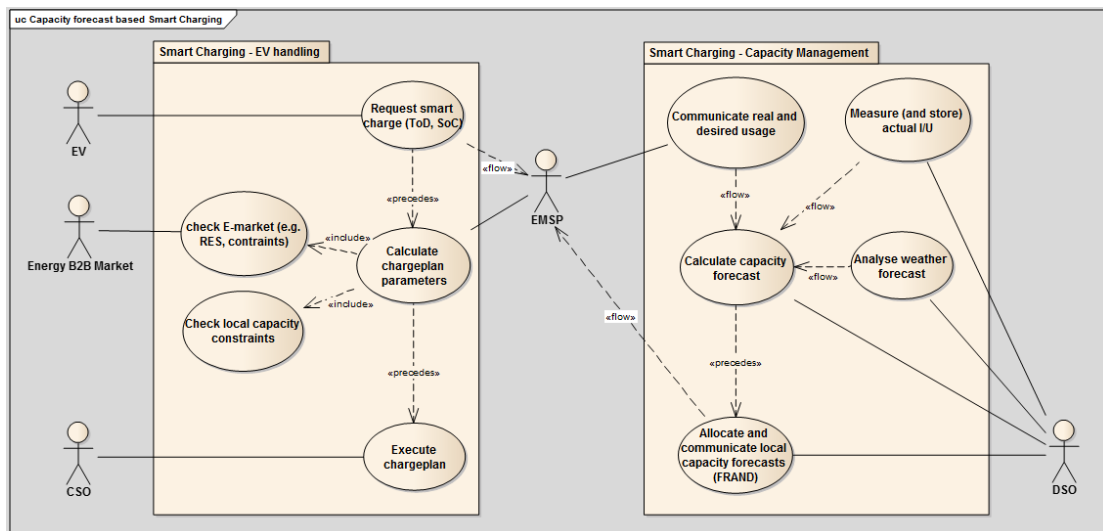 uc Capacity forecast based Smart Charging
Smart Charging - EV handling
Smart Charging - Capacity Management
EV
Request smart
charge (ToD, SoC)
«flow»
«precedes»
Energy B2B Market
check E-market (e.g.
RES, contraints)
«include»
Calculate
chargeplan
parameters
Check local capacity
constraints
«include»
«precedes»
CSO
Execute
chargeplan
EMSP
«flow»
Communicate real and
desired usage
Measure (and store)
actual I/U
«flow»
«flow»
Calculate capacity
forecast
Analyse weather
forecast
«flow»
«precedes»
Allocate and
communicate local
capacity forecasts
(FRAND)
DSO